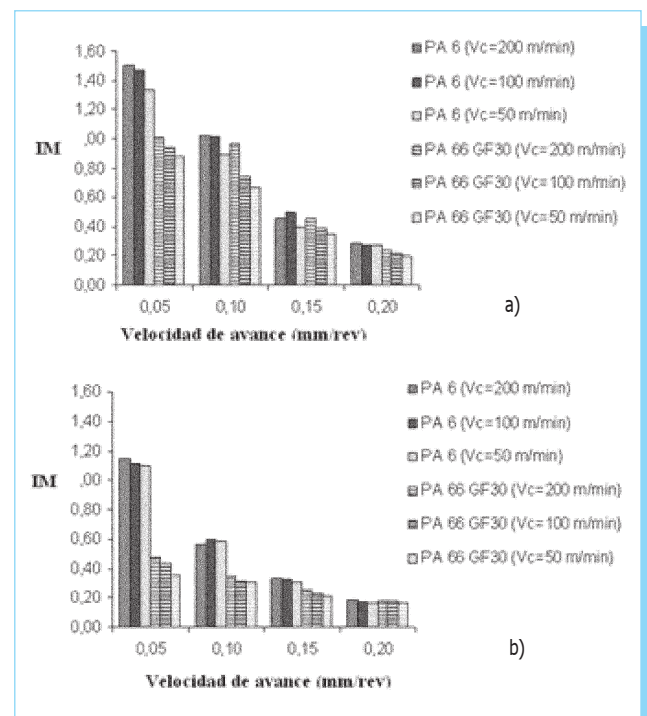 1,60
1,40
1,20
,00
0,80
0,60
0,40
0,20
0,00
IM
0,05 0,10 0,15 0,20
Velocidad de avance (mm/rev)
PA 6 (Vc=200 m/min)
PA 6 (Vc=100 m/min)
PA 6 (Vc=50 m/min)
PA 66 GF30 (Vc=200 m/min)
PA 66 GF30 (Vc=100 m/min)
PA 66 GF30 (Vc=50 m/min)
a)
1,60
1,40
1,20
,00
0,80
0,60
0,40
0,20
0,00
IM
0,05 0,10 0,15 0,20
Velocidad de avance (mm/rev)
PA 6 (Vc=200 m/min)
PA 6 (Vc=100 m/min)
PA 6 (Vc=50 m/min)
PA 66 GF30 (Vc=200 m/min)
PA 66 GF30 (Vc=100 m/min)
PA 66 GF30 (Vc=50 m/min)
b)